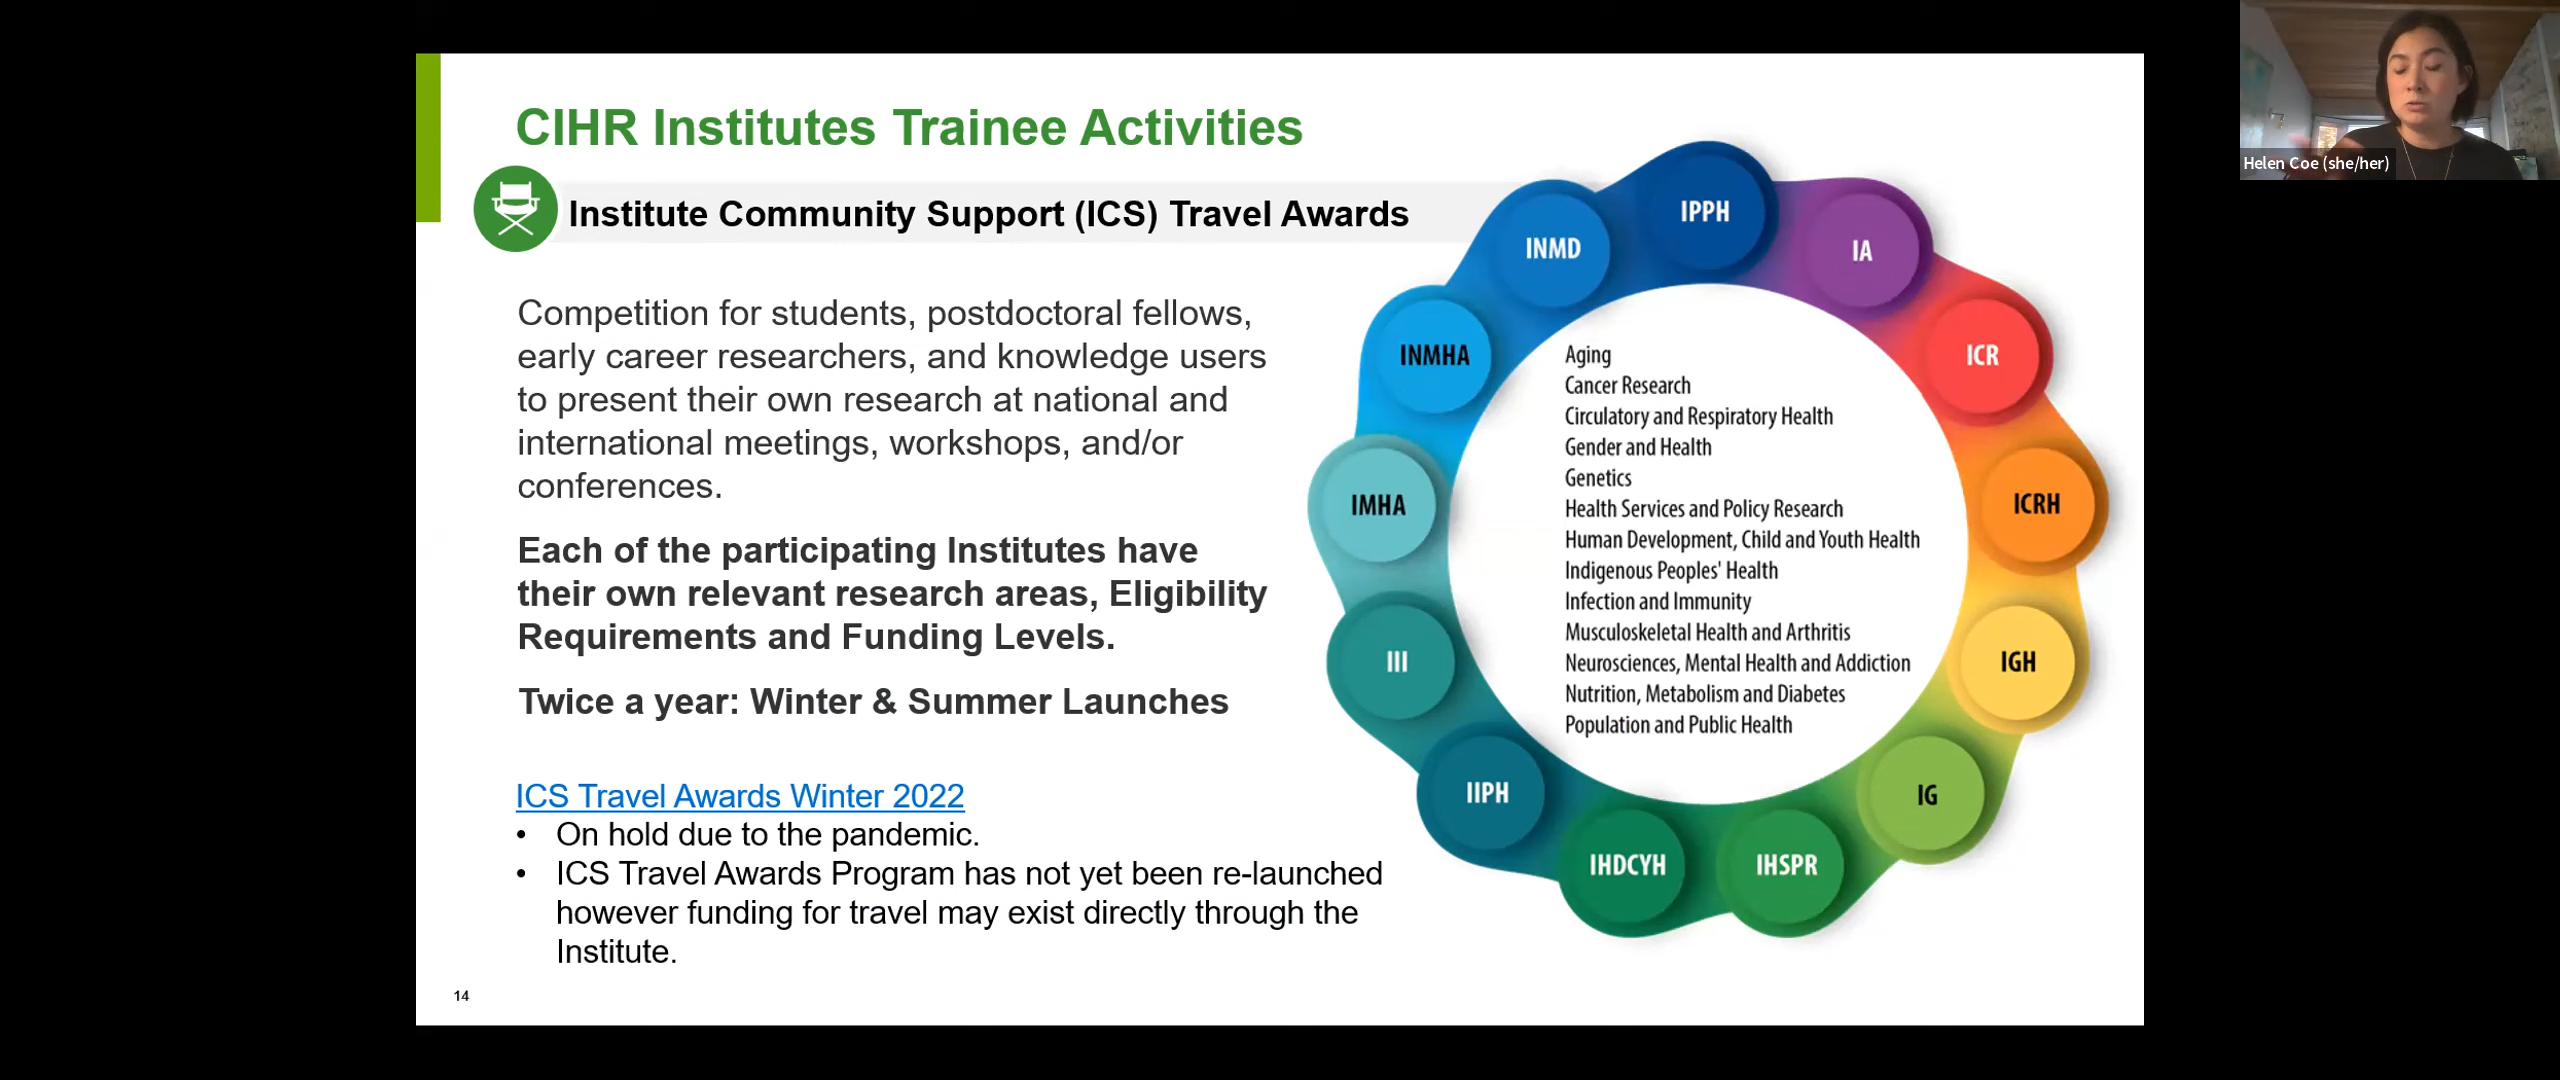 CIHR Institutes Trainee Activities
Institute Community Support (ICS) Travel Awards
Competition for students, postdoctoral fellows,
early career researchers, and knowledge users
to present their own research at national and
international meetings, workshops, and/or
conferences.
Each of the participating Institutes have
their own relevant research areas, Eligibility
Requirements and Funding Levels.
Twice a year: Winter & Summer Launches
ICS Travel Awards Winter 2022
• On hold due to the pandemic.
• ICS Travel Awards Program has not yet been re-launched
however funding for travel may exist directly through the
Institute.
14
IPPH
IA
ICR
ICRH
IGH
IG
IHSPR
IHDCYH
IIPH
III
IMHA
INMHA
INMD
Aging
Cancer Research
Circulatory and Respiratory Health
Gender and Health
Genetics
Health Services and Policy Research
Human Development, Child and Youth Health
Indigenous Peoples' Health
Infection and Immunity
Musculoskeletal Health and Arthritis
Neurosciences, Mental Health and Addiction
Nutrition, Metabolism and Diabetes
Population and Public Health
Helen Coe (she/her)